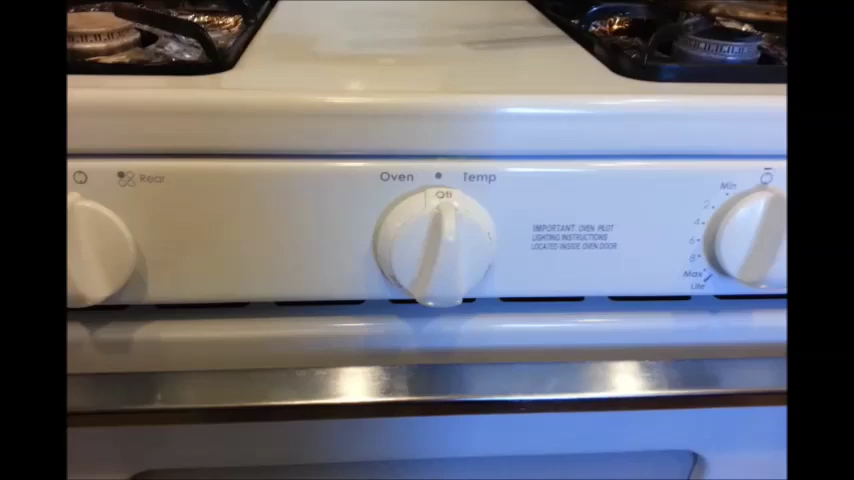 Rear
Oven Temp
Off
IMPORTANT: OVEN PILOT
LIGHTING INSTRUCTIONS
LOCATED INSIDE OVEN DOOR
Min
2
4
6
8
Max
Lite